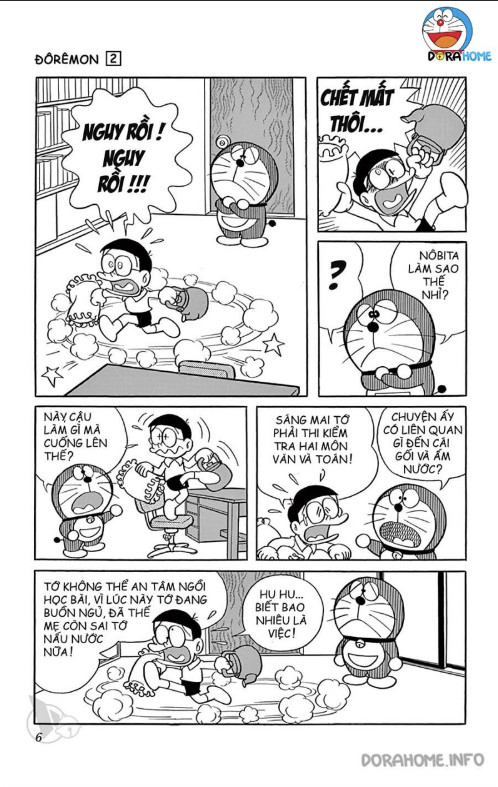 DORAHOME
ĐÔRÊMON 2
NGUY RỒI !
NGUY
RỒI !!!
CHẾT MẤT
THÔI...
NÔBITA
LÀM SAO
THẾ
NHỈ?
?
NÀY, CẬU
LÀM GÌ MÀ
CUỐNG LÊN
THẾ?
SÁNG MAI TỚ
PHẢI THI KIỂM
TRA HAI MÔN
VĂN VÀ TOÁN!
CHUYỆN ẤY
CÓ LIÊN QUAN
GÌ ĐẾN CÁI
GỐI VÀ ẤM
NƯỚC?
TỚ KHÔNG THỂ AN TÂM NGỒI
HỌC BÀI, VÌ LÚC NÀY TỚ ĐANG
BUỒN NGỦ, ĐÃ THẾ
MẸ CÒN SAI TỚ
NẤU NƯỚC
NỮA!
HU HU...
BIẾT BAO
NHIÊU LÀ
VIỆC!
6
DORAHOME.INFO